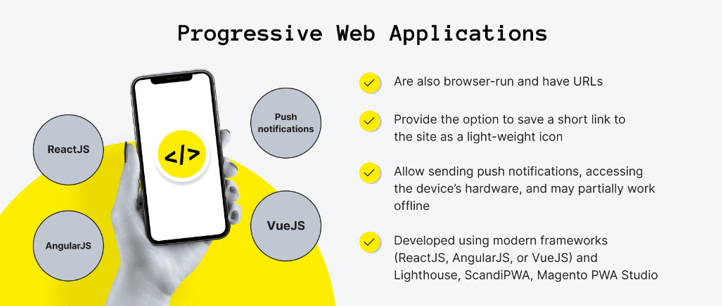 Progressive Web Applications
ReactJS
Push
notifications
</>
AngularJS
VueJS
Are also browser-run and have URLs
Provide the option to save a short link to
the site as a light-weight icon
Allow sending push notifications, accessing
the device's hardware, and may partially work
offline
Developed using modern frameworks
(ReactJS, AngularJS, or VueJS) and
Lighthouse, ScandiPWA, Magento PWA Studio